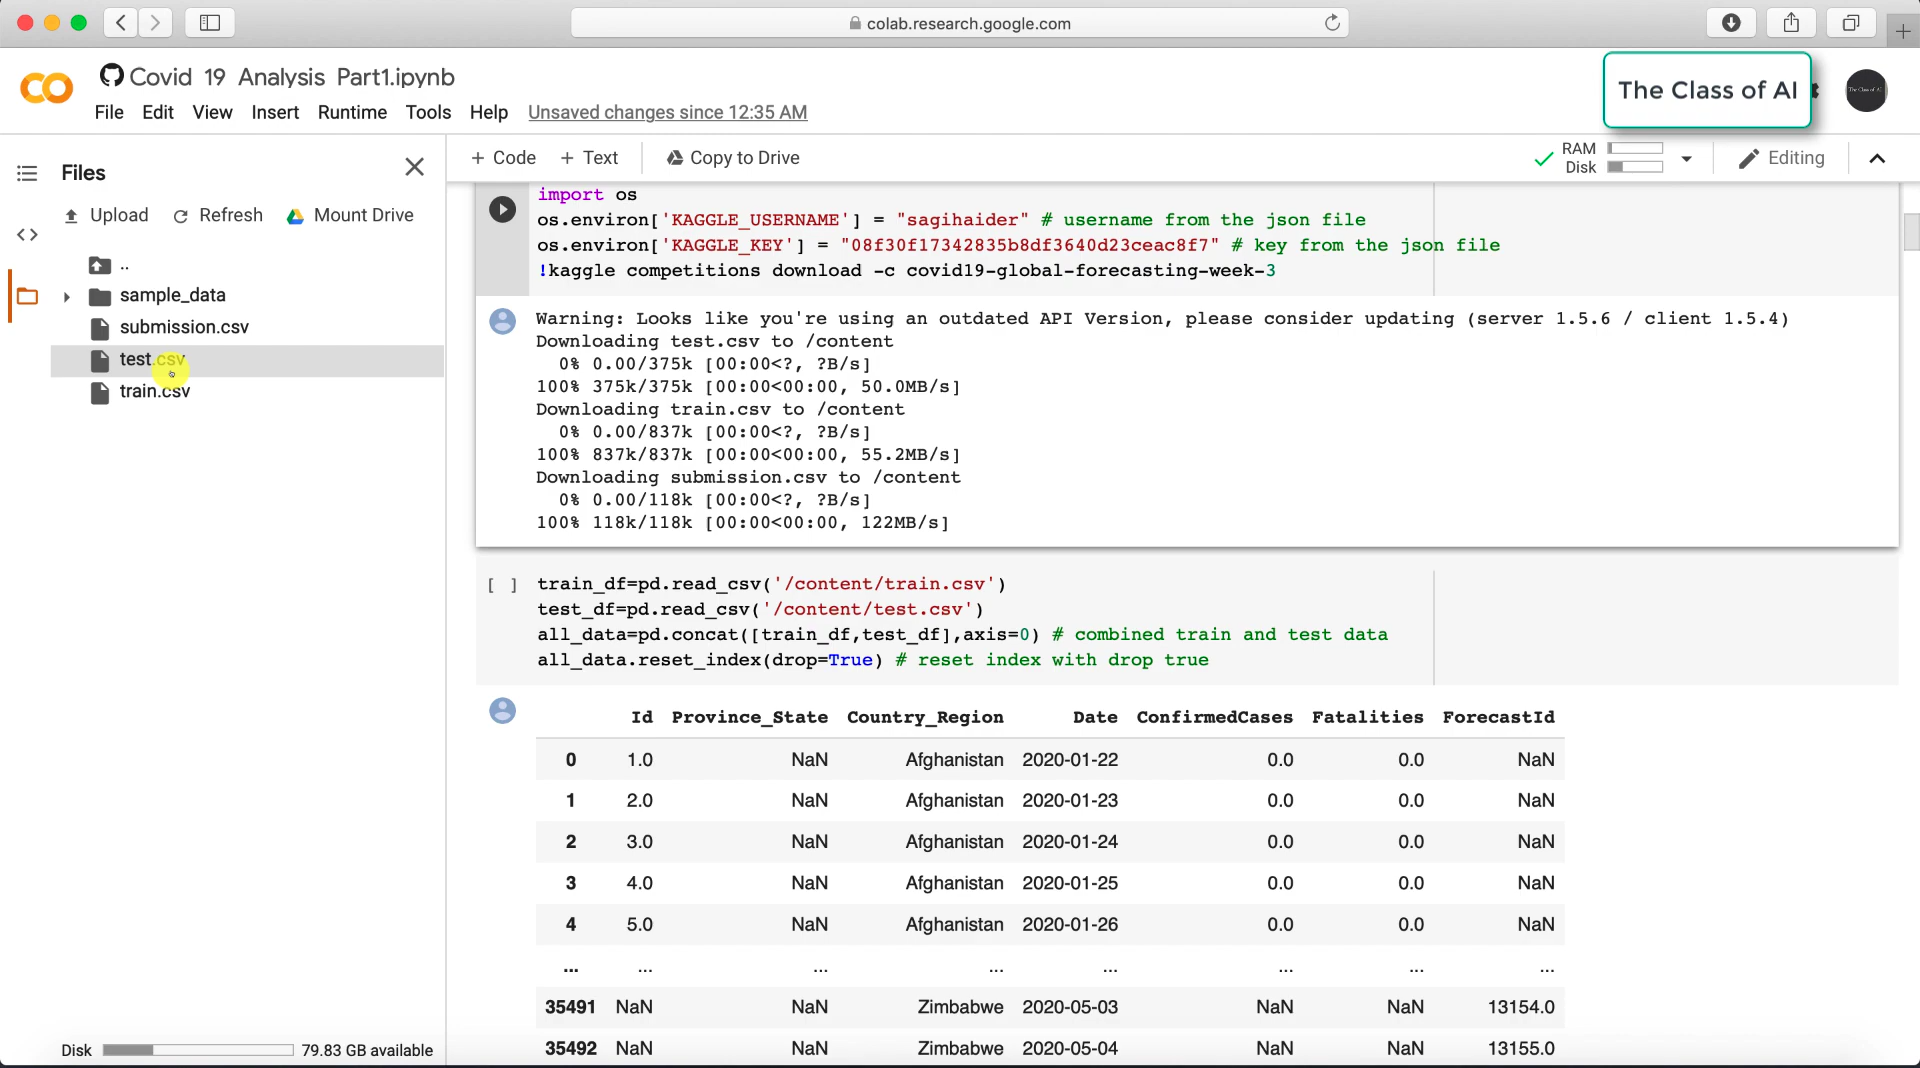 colab.research.google.com
Covid 19 Analysis Part1.ipynb
File Edit View Insert Runtime Tools Help Unsaved changes since 12:35 AM
The Class of AI
Files
Upload Refresh Mount Drive
..
sample_data
submission.csv
test.csv
train.csv
Disk 79.83 GB available
+ Code + Text Copy to Drive
RAM
Disk
Editing
import os
os.environ['KAGGLE_USERNAME'] = "sagihaider" # username from the json file
os.environ['KAGGLE_KEY'] = "08f30f17342835b8df3640d23ceac8f7" # key from the json file
!kaggle competitions download -c covid19-global-forecasting-week-3
Warning: Looks like you're using an outdated API Version, please consider updating (server 1.5.6 / client 1.5.4)
Downloading test.csv to /content
0% 0.00/375k [00:00<?, ?B/s]
100% 375k/375k [00:00<00:00, 50.0MB/s]
Downloading train.csv to /content
0% 0.00/837k [00:00<?, ?B/s]
100% 837k/837k [00:00<00:00, 55.2MB/s]
Downloading submission.csv to /content
0% 0.00/118k [00:00<?, ?B/s]
100% 118k/118k [00:00<00:00, 122MB/s]
[ ] train_df=pd.read_csv('/content/train.csv')
test_df=pd.read_csv('/content/test.csv')
all_data=pd.concat([train_df,test_df],axis=0) # combined train and test data
all_data.reset_index(drop=True) # reset index with drop true
Id Province_State Country_Region Date ConfirmedCases Fatalities ForecastId
0 1.0 NaN Afghanistan 2020-01-22 0.0 0.0 NaN
1 2.0 NaN Afghanistan 2020-01-23 0.0 0.0 NaN
2 3.0 NaN Afghanistan 2020-01-24 0.0 0.0 NaN
3 4.0 NaN Afghanistan 2020-01-25 0.0 0.0 NaN
4 5.0 NaN Afghanistan 2020-01-26 0.0 0.0 NaN
... ... ... ... ... ... ... ...
35491 NaN NaN Zimbabwe 2020-05-03 NaN NaN 13154.0
35492 NaN NaN Zimbabwe 2020-05-04 NaN NaN 13155.0